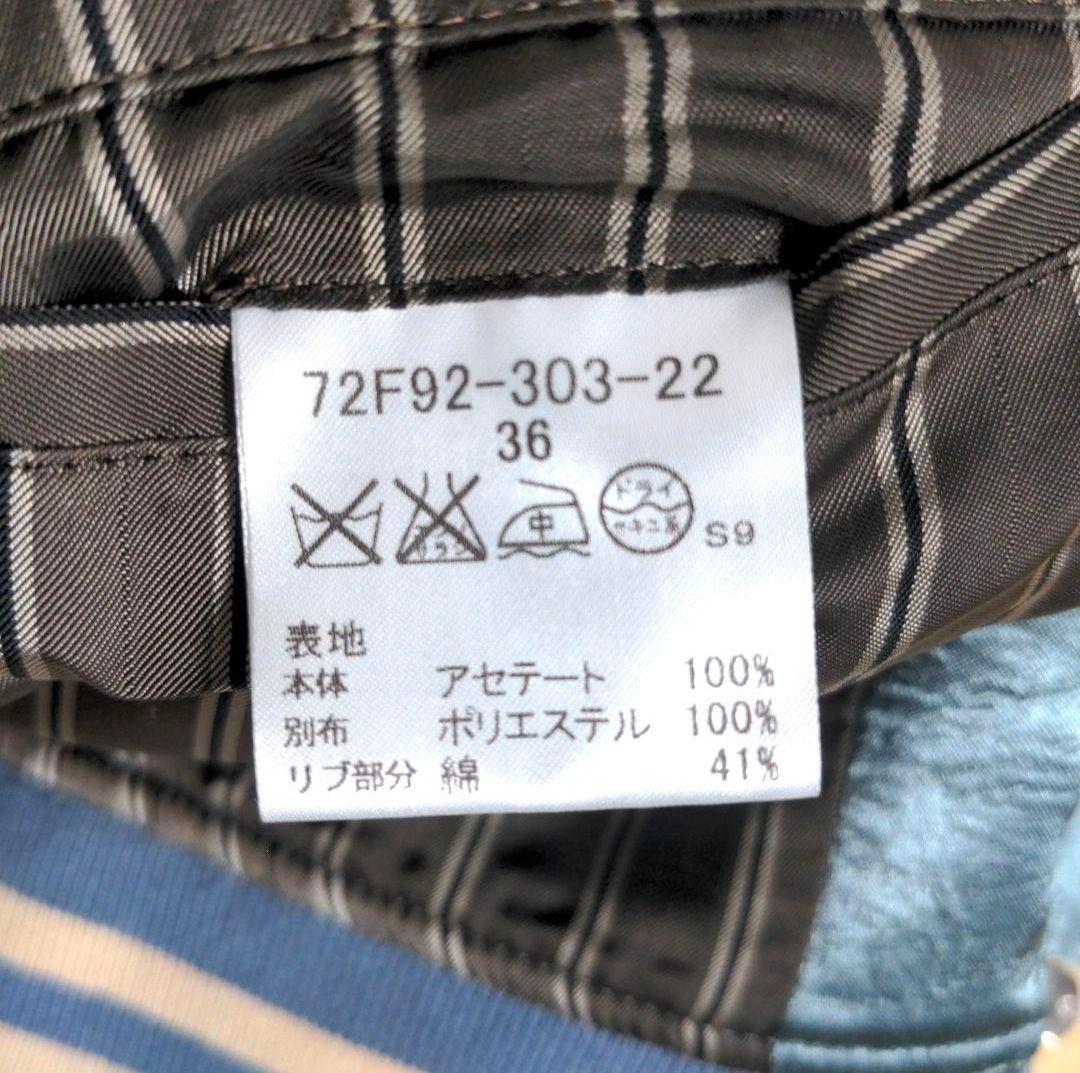 72F92-303-22
36
中
ドライ
セキユ系
S9
表地
本体 アセテート 100%
別布 ポリエステル 100%
リブ部分 綿 41%